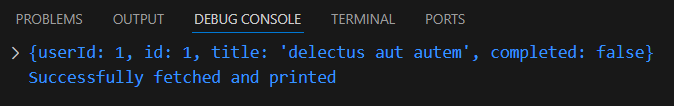 PROBLEMS OUTPUT DEBUG CONSOLE TERMINAL PORTS
{userId: 1, id: 1, title: 'delectus aut autem', completed: false}
Successfully fetched and printed